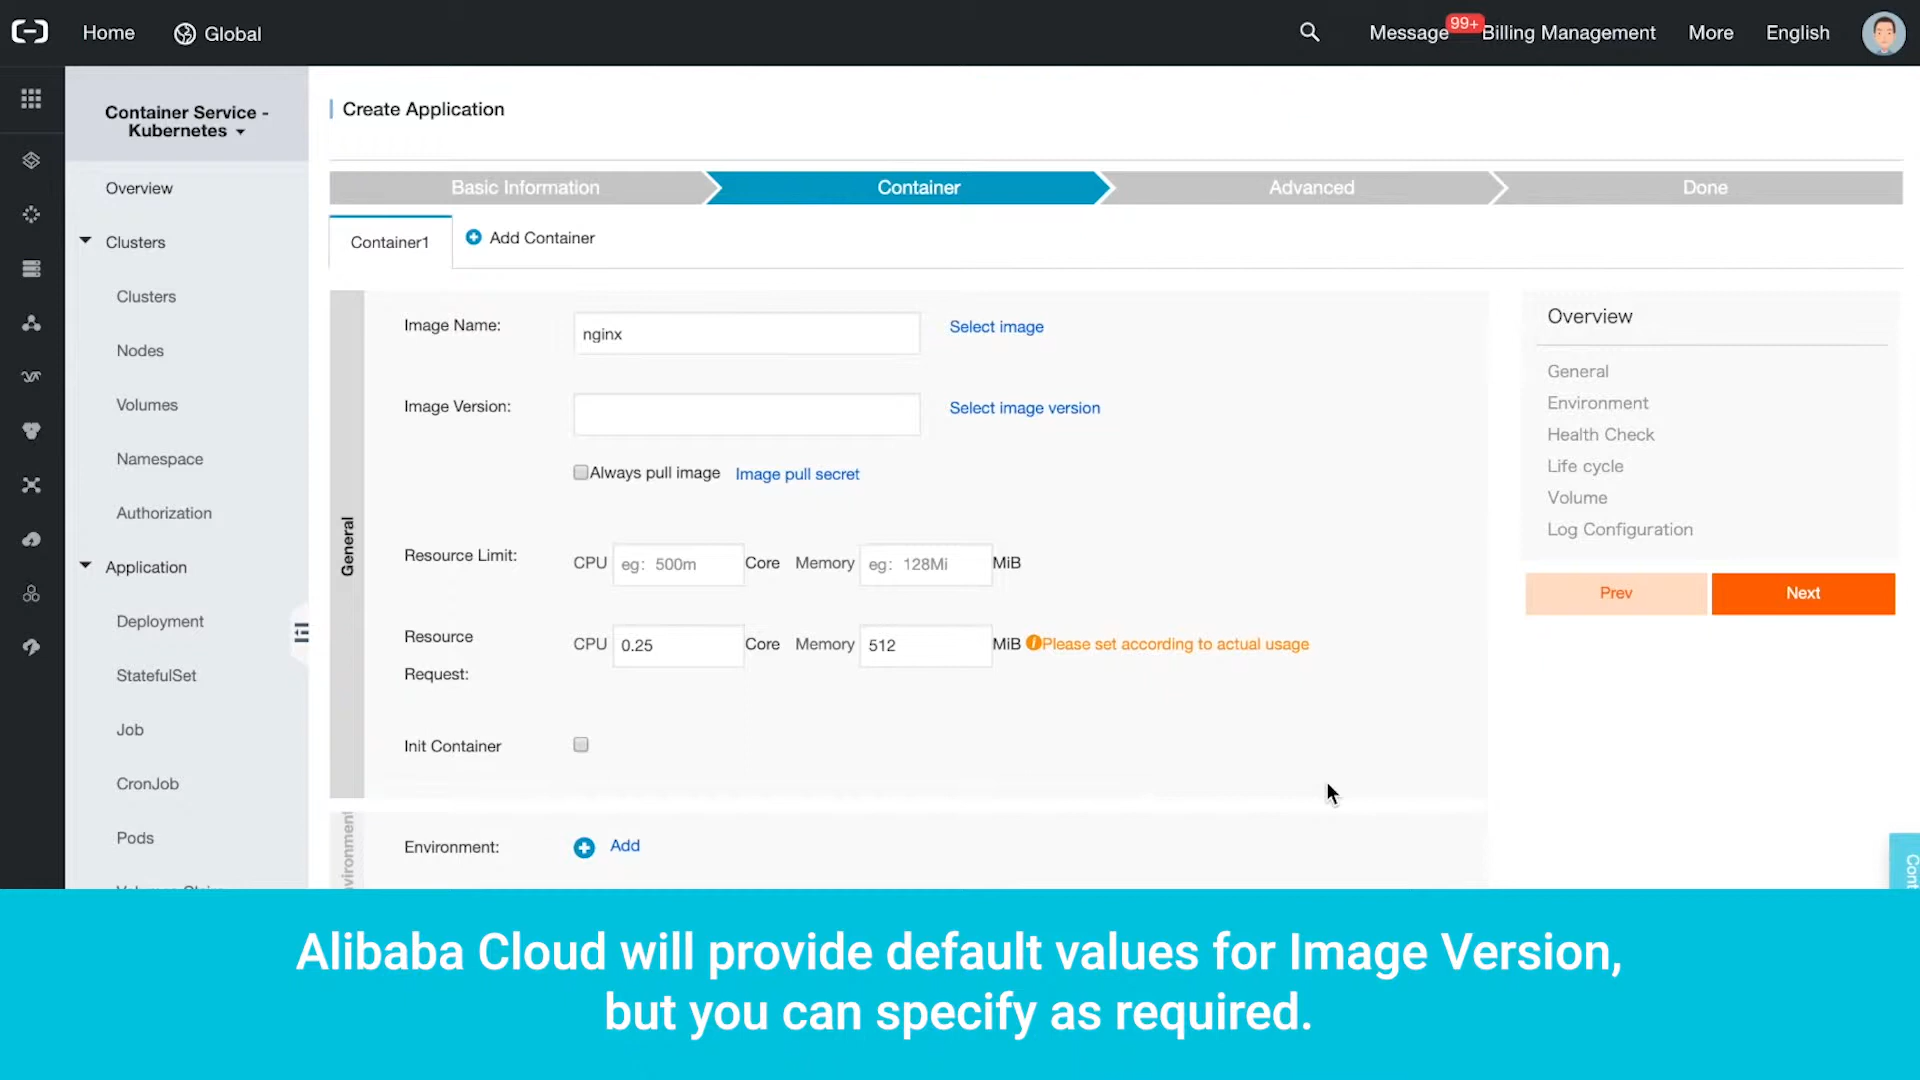 Home
Global
Message
99+
Billing Management
More
English
Container Service -
Kubernetes
Overview
Clusters
Clusters
Nodes
Volumes
Namespace
Authorization
Application
Deployment
StatefulSet
Job
CronJob
Pods
Create Application
Basic Information
Container
Advanced
Done
Container1
Add Container
General
Image Name:
nginx
Select image
Image Version:
Select image version
Always pull image
Image pull secret
Resource Limit:
CPU
eg: 500m
Core
Memory
eg: 128Mi
MiB
Resource
Request:
CPU
0.25
Core
Memory
512
MiB
Please set according to actual usage
Init Container
Environment:
Add
Overview
General
Environment
Health Check
Life cycle
Volume
Log Configuration
Prev
Next
Alibaba Cloud will provide default values for Image Version,
but you can specify as required.